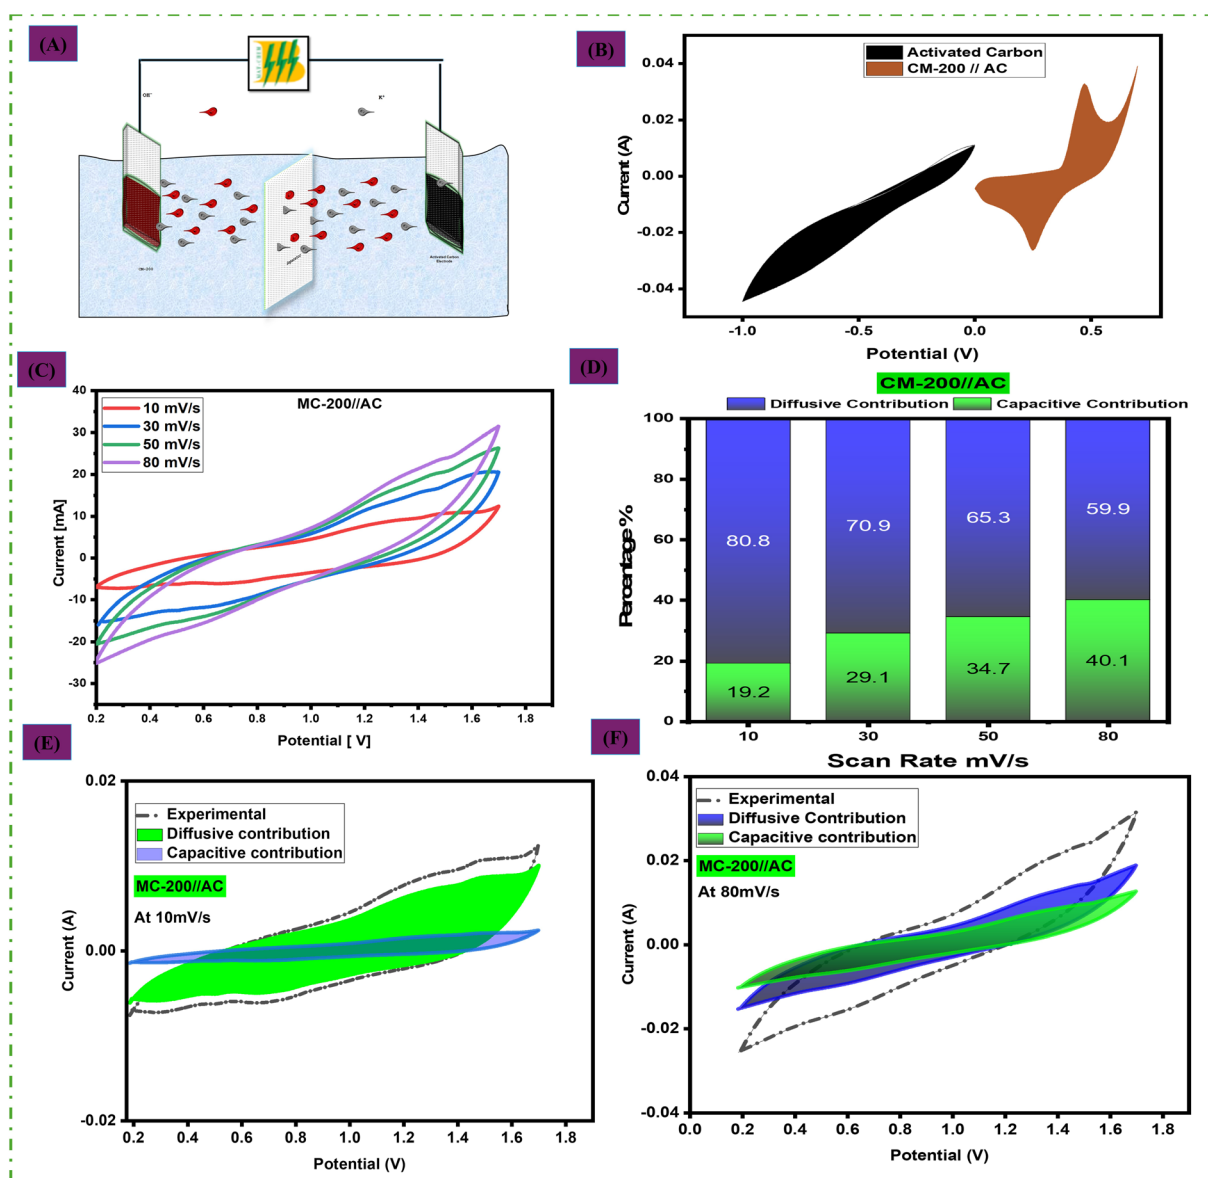 (A)
OH-
K+
CM-200
Activated Carbon
Electrode
(B)
Activated Carbon
CM-200 // AC
0.04
0.02
0.00
-0.02
-0.04
Current (A)
-1.0
-0.5
0.0
0.5
Potential (V)
(C)
MC-200//AC
10 mV/s
30 mV/s
50 mV/s
80 mV/s
40
30
20
10
0
-10
-20
-30
Current [mA]
0.2
0.4
0.6
0.8
1.0
1.2
1.4
1.6
1.8
Potential [ V]
(D)
CM-200//AC
Diffusive Contribution
Capacitive Contribution
100
80
60
40
20
0
Percentage %
80.8
70.9
65.3
59.9
19.2
29.1
34.7
40.1
10
30
50
80
Scan Rate mV/s
(E)
0.02
0.00
-0.02
Current (A)
Experimental
Diffusive contribution
Capacitive contribution
MC-200//AC
At 10mV/s
0.2
0.4
0.6
0.8
1.0
1.2
1.4
1.6
1.8
Potential (V)
(F)
0.04
0.02
0.00
-0.02
-0.04
Current (A)
Experimental
Diffusive Contribution
Capacitive contribution
MC-200//AC
At 80mV/s
0.0
0.2
0.4
0.6
0.8
1.0
1.2
1.4
1.6
1.8
Potential (V)